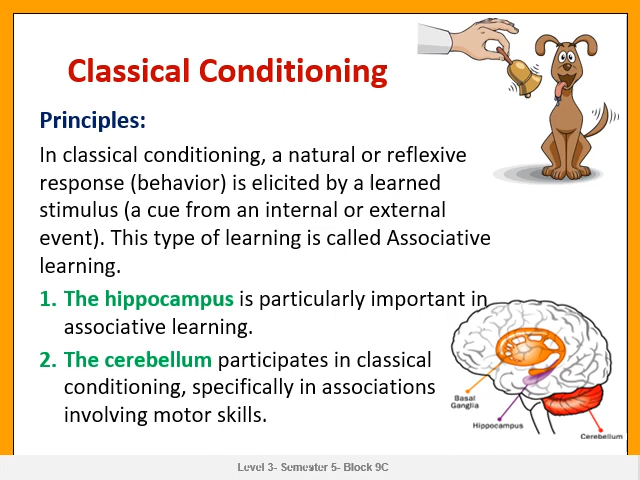 Classical Conditioning
Principles:
In classical conditioning, a natural or reflexive
response (behavior) is elicited by a learned
stimulus (a cue from an internal or external
event). This type of learning is called Associative
learning.
1. The hippocampus is particularly important in
associative learning.
2. The cerebellum participates in classical
conditioning, specifically in associations
involving motor skills.
Basal
Ganglia
Hippocampus
Cerebellum
Level 3- Semester 5- Block 9C